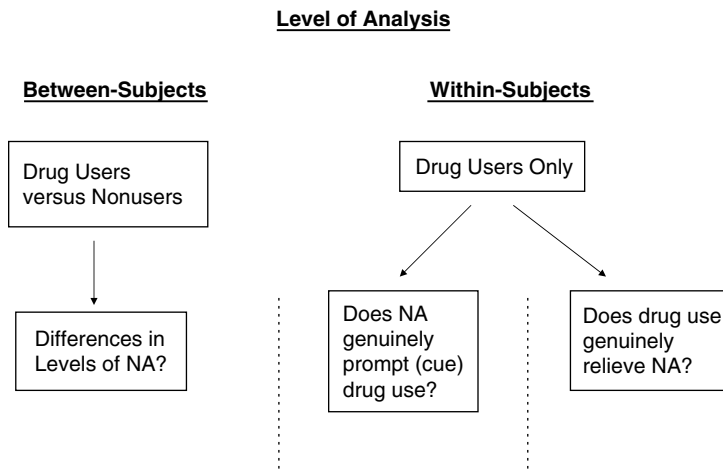 Level of Analysis
Between-Subjects
Within-Subjects
Drug Users
versus Nonusers
Drug Users Only
Differences in
Levels of NA?
Does NA
genuinely
prompt (cue)
drug use?
Does drug use
genuinely
relieve NA?